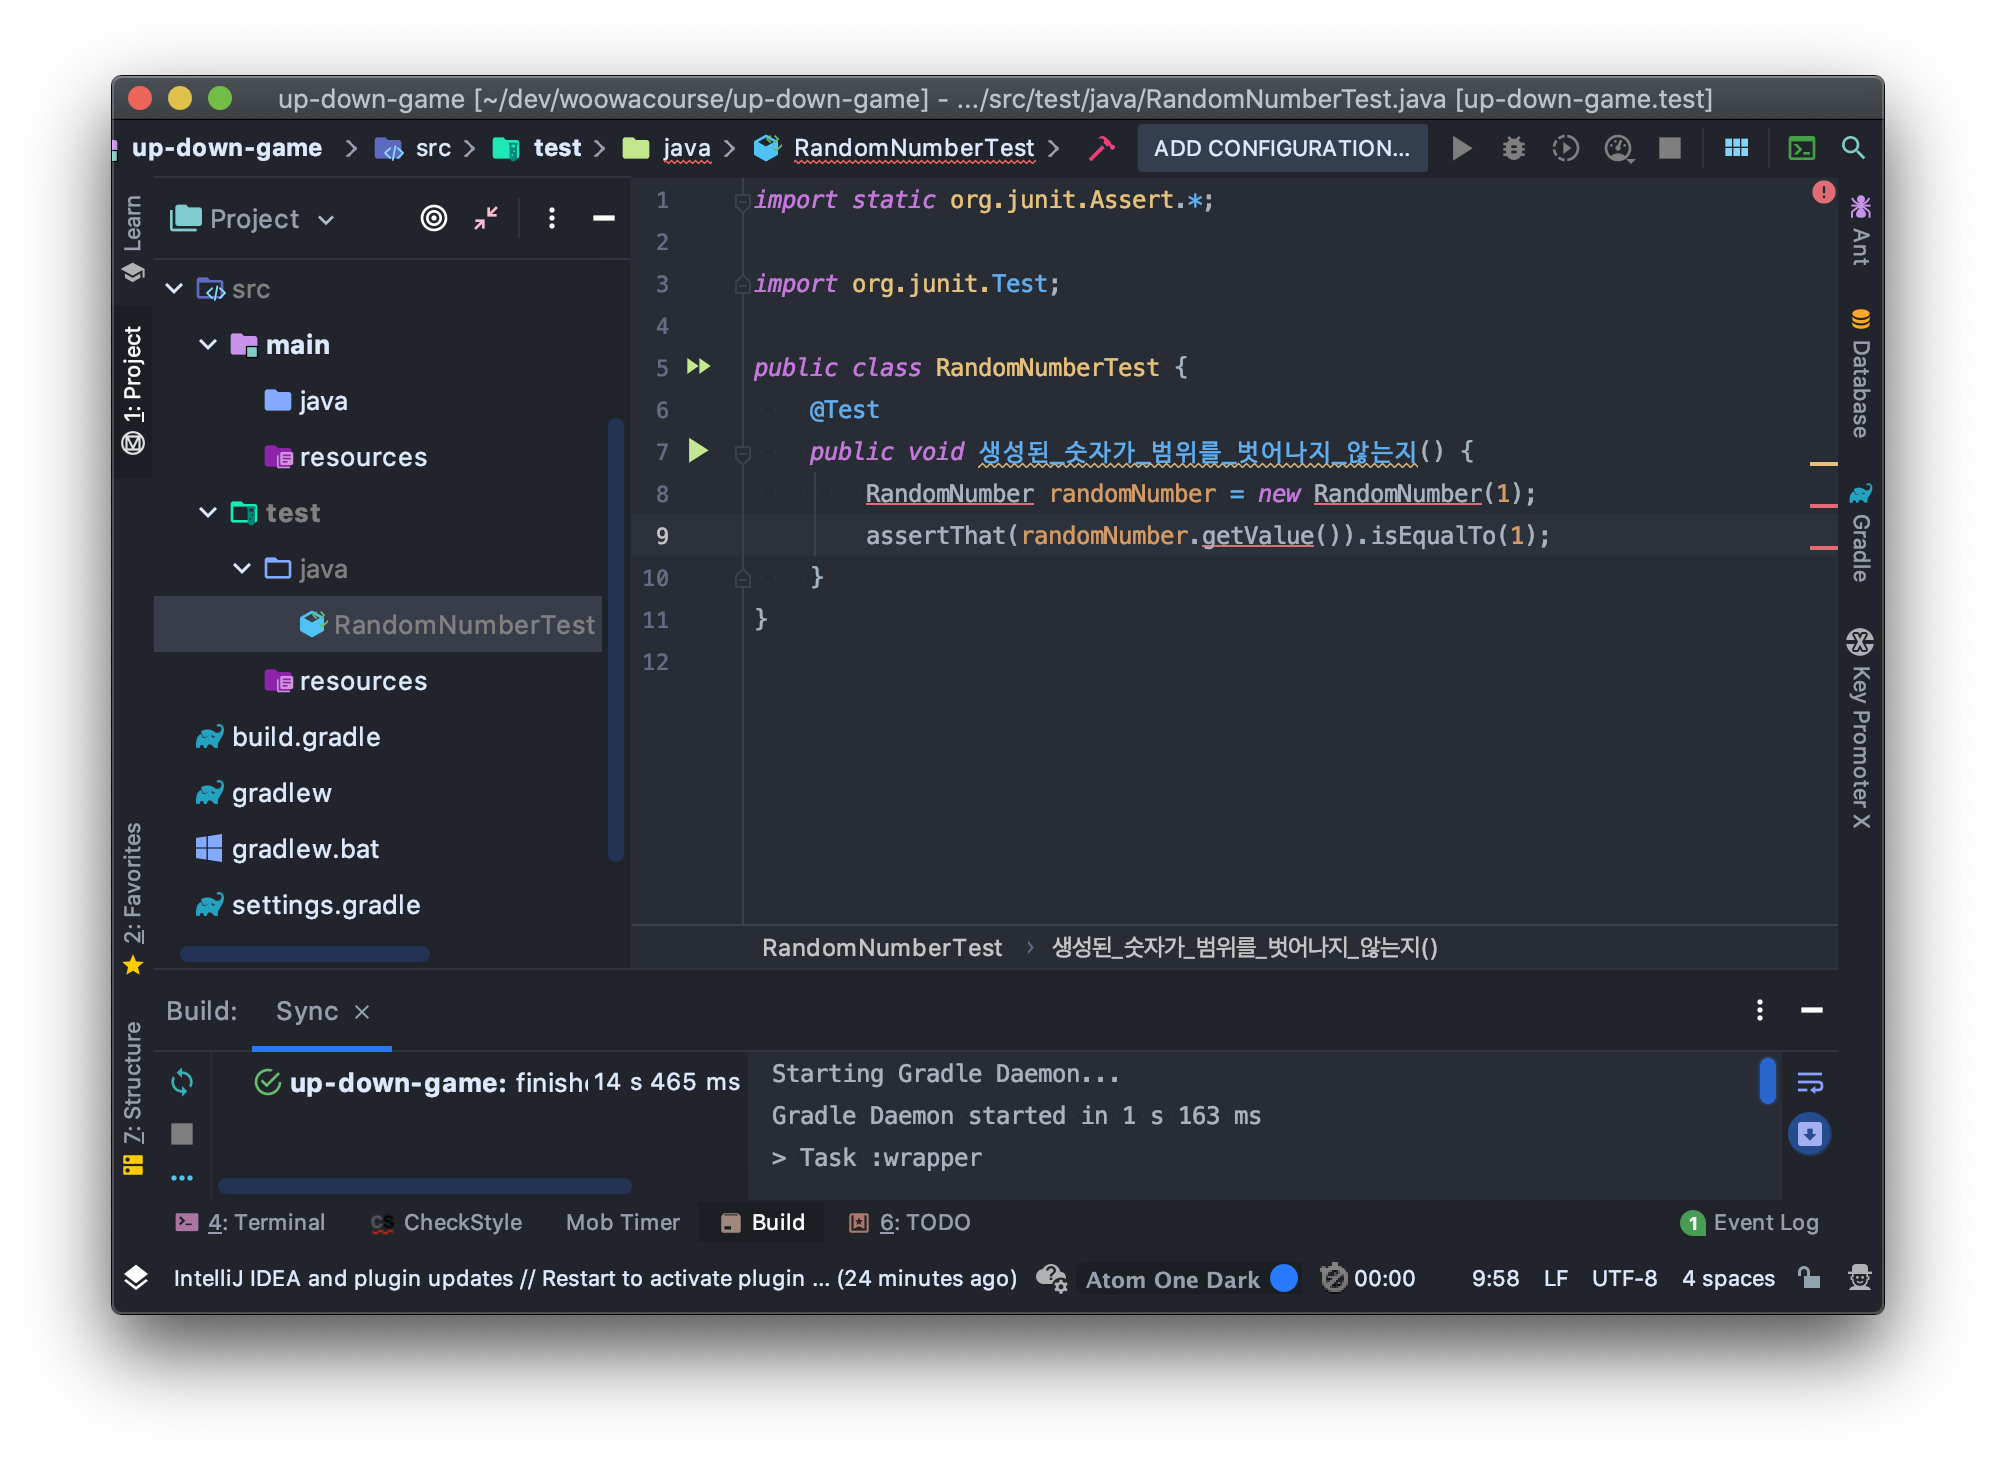 up-down-game [~/dev/woowacourse/up-down-game] - .../src/test/java/RandomNumberTest.java [up-down-game.test]
up-down-game > src > test > java > RandomNumberTest > ADD CONFIGURATION...
Learn
1: Project
2: Favorites
7: Structure
Project
src
main
java
resources
test
java
RandomNumberTest
resources
build.gradle
gradlew
gradlew.bat
settings.gradle
1 import static org.junit.Assert.*;
2
3 import org.junit.Test;
4
5 public class RandomNumberTest {
6 @Test
7 public void 생성된_숫자가_범위를_벗어나지_않는지() {
8 RandomNumber randomNumber = new RandomNumber(1);
9 assertThat(randomNumber.getValue()).isEqualTo(1);
10 }
11 }
12
RandomNumberTest > 생성된_숫자가_범위를_벗어나지_않는지()
Ant
Database
Gradle
Key Promoter X
Build: Sync ×
up-down-game: finish 14 s 465 ms
Starting Gradle Daemon...
Gradle Daemon started in 1 s 163 ms
> Task :wrapper
4: Terminal CS CheckStyle Mob Timer Build 6: TODO 1 Event Log
IntelliJ IDEA and plugin updates // Restart to activate plugin ... (24 minutes ago) Atom One Dark 00:00 9:58 LF UTF-8 4 spaces